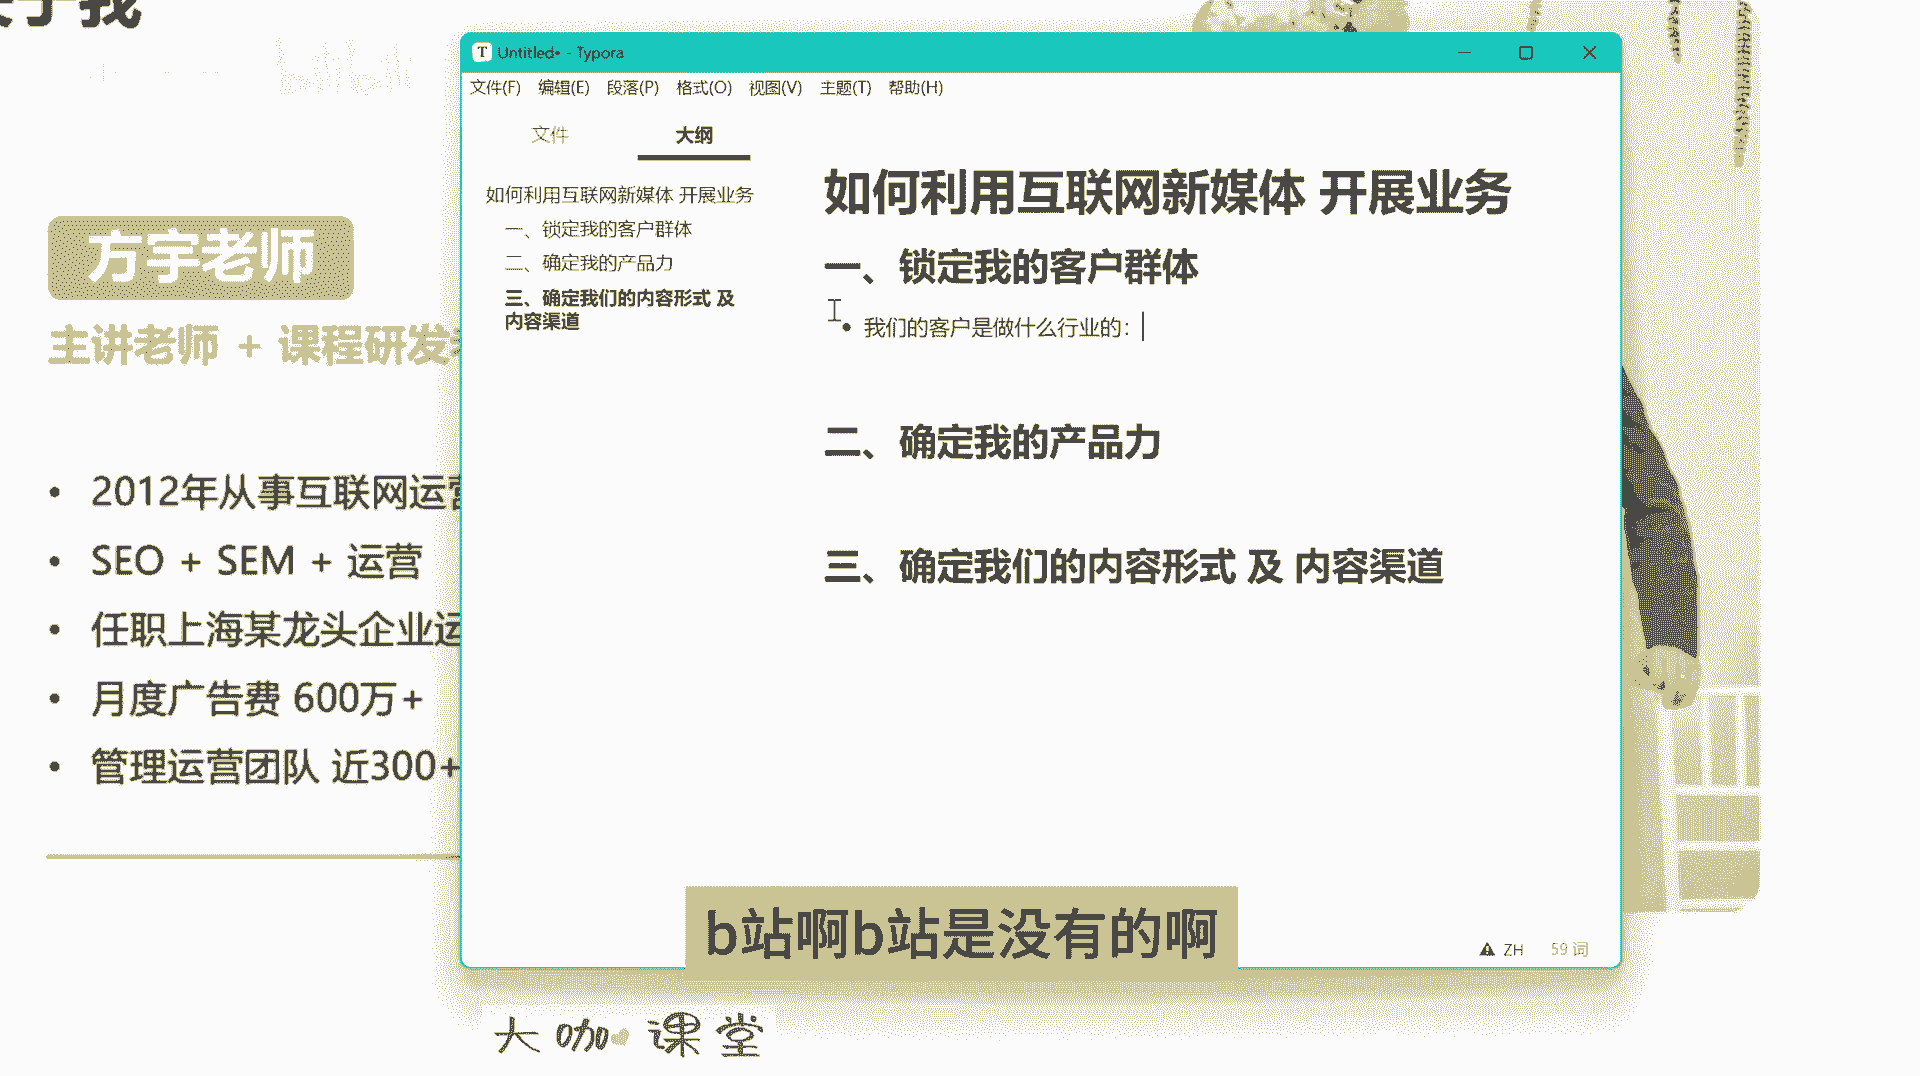 关于我
bilibili
方宇老师
主讲老师 + 课程研发
2012年从事互联网运营
SEO + SEM + 运营
任职上海某龙头企业运
月度广告费 600万+
管理运营团队 近300+
Untitled• - Typora
文件(F) 编辑(E) 段落(P) 格式(O) 视图(V) 主题(T) 帮助(H)
文件 大纲
如何利用互联网新媒体 开展业务
一、锁定我的客户群体
二、确定我的产品力
三、确定我们的内容形式 及
内容渠道
如何利用互联网新媒体 开展业务
一、锁定我的客户群体
我们的客户是做什么行业的：
二、确定我的产品力
三、确定我们的内容形式 及 内容渠道
b站啊b站是没有的啊
ZH 59 词
大咖课堂